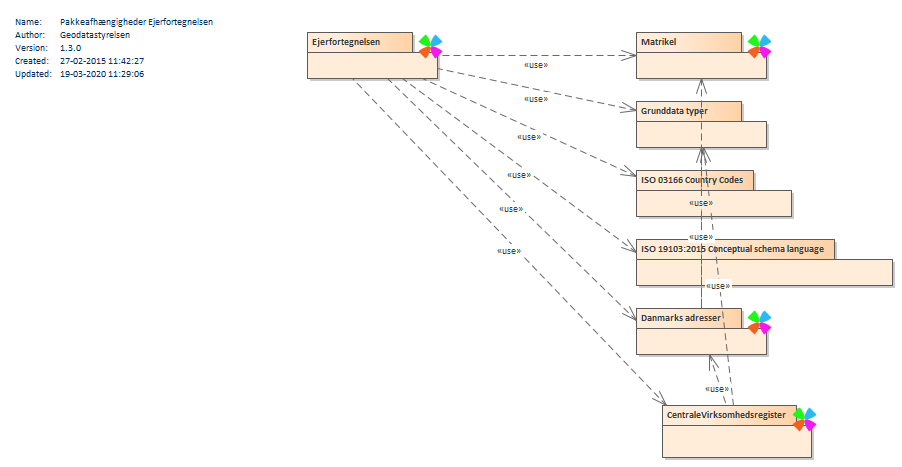 Name: Pakkeafhængigheder Ejerfortegnelsen
Author: Geodatastyrelsen
Version: 1.3.0
Created: 27-02-2015 11:42:27
Updated: 19-03-2020 11:29:06
Ejerfortegnelsen
Matrikel
«use»
«use»
Grunddata typer
«use»
«use»
ISO 03166 Country Codes
«use»
«use»
«use»
«use»
ISO 19103:2015 Conceptual schema language
«use»
Danmarks adresser
«use»
CentraleVirksomhedsregister